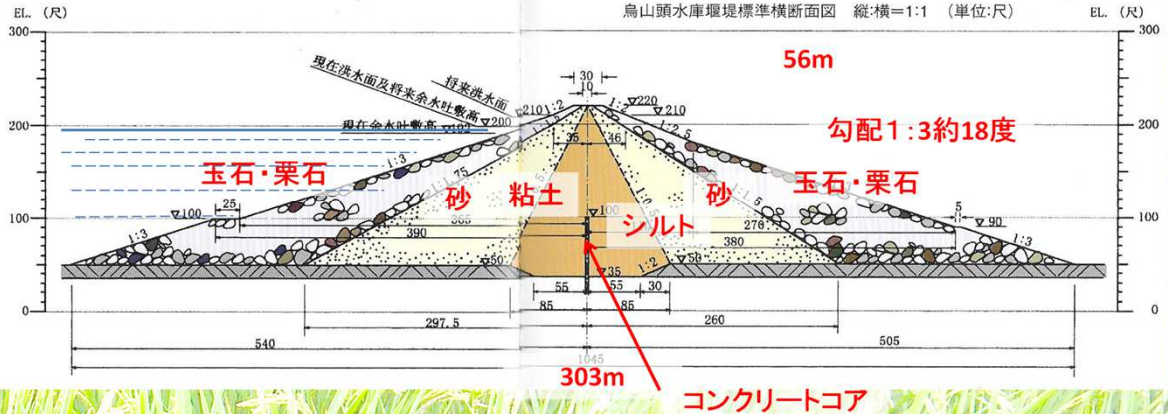 烏山頭水庫堰堤標準横断面図 縦:横=1:1 (単位:尺)
EL. (尺)
EL. (尺)
300
300
56m
現在洪水面及将来余水吐敷高
将来洪水面
30
10
▽220
▽210
▽210
▽200
1:2
1:2
200
200
現在余水吐敷高
勾配1:3約18度
35
46
1:2.5
1:3
玉石・栗石
玉石・栗石
1:1.75
1:1.5
砂
粘土
砂
シルト
25
▽100
▽100
100
100
365
390
270
380
5
▽90
1:3
1:3
▽50
▽35
1:2
▽50
55
55
30
85
85
0
0
297.5
260
540
505
1045
303m
コンクリートコア